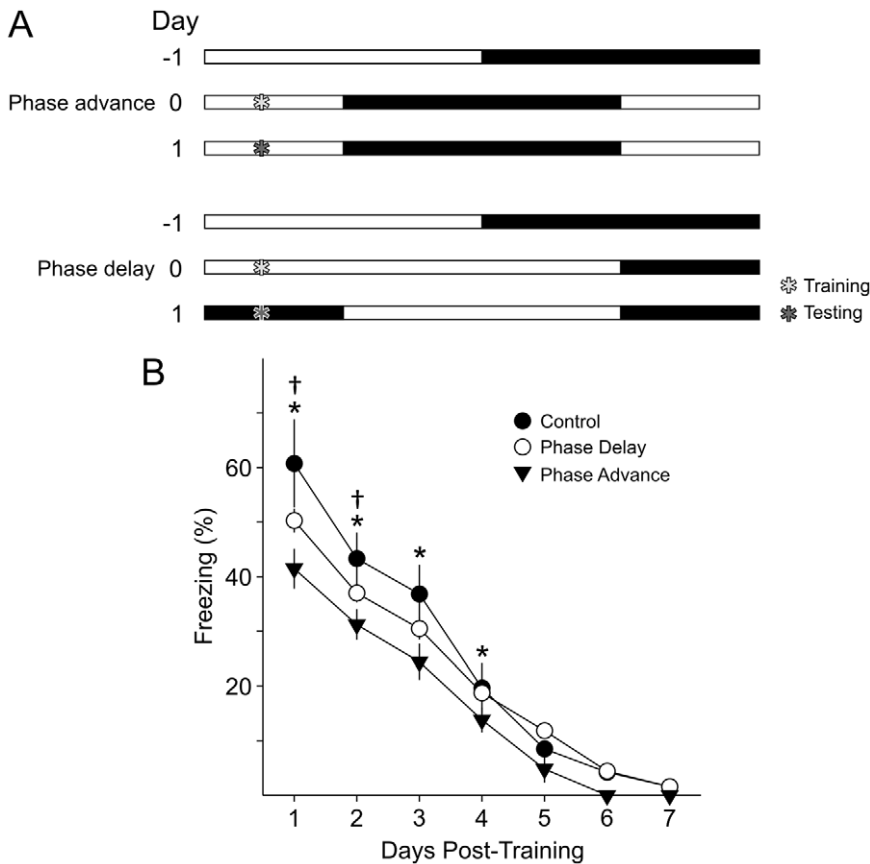 A
Day
-1
Phase advance 0
1
-1
Phase delay 0
1
Training
Testing
B
†
*
†
*
*
*
Control
Phase Delay
Phase Advance
Freezing (%)
60
40
20
1 2 3 4 5 6 7
Days Post-Training